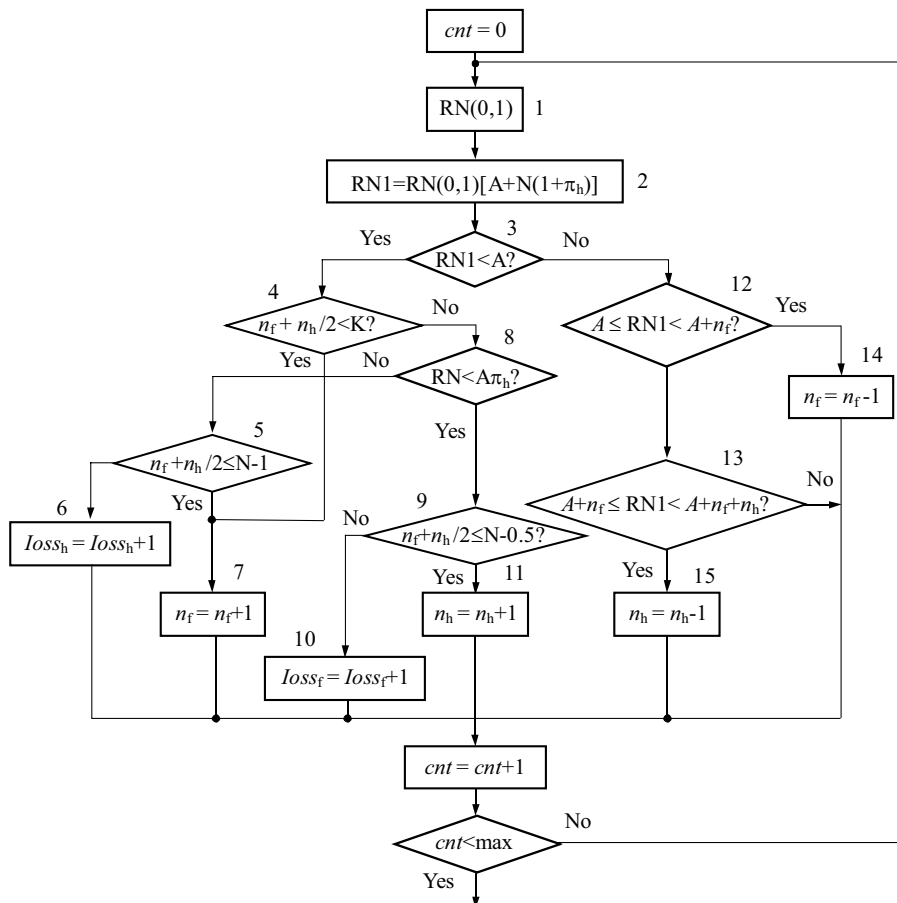 cnt = 0
RN(0,1)
1
RN1=RN(0,1)[A+N(1+πh)]
2
3
Yes
No
RN1<A?
4
12
No
Yes
nf + nh /2<K?
A ≤ RN1< A+nf?
8
Yes
No
14
RN<Aπh?
nf = nf -1
5
Yes
13
nf +nh /2≤N-1
No
9
A+nf ≤ RN1< A+nf+nh?
6
Yes
No
nf+nh /2≤N-0.5?
Iossh = Iossh+1
7
Yes
11
Yes
15
nf = nf+1
nh = nh+1
nh = nh-1
10
Iossf = Iossf+1
cnt = cnt+1
No
cnt<max
Yes